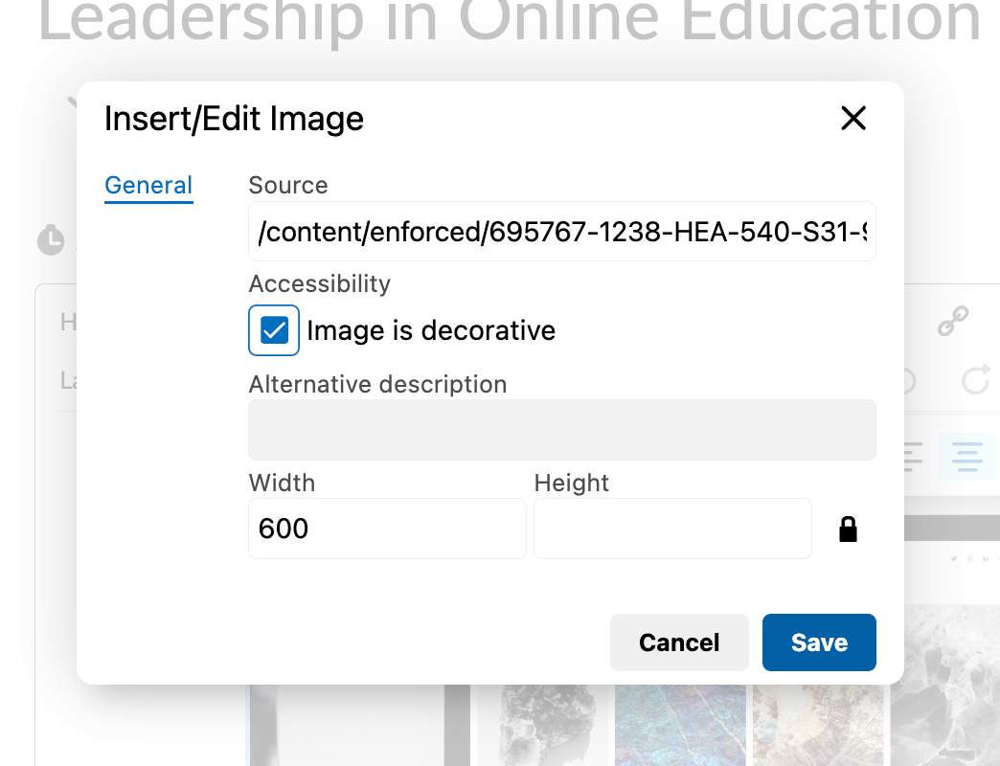 Leadership in Online Education
Insert/Edit Image
General
Source
/content/enforced/695767-1238-HEA-540-S31-9
Accessibility
Image is decorative
Alternative description
Width
Height
600
Cancel
Save